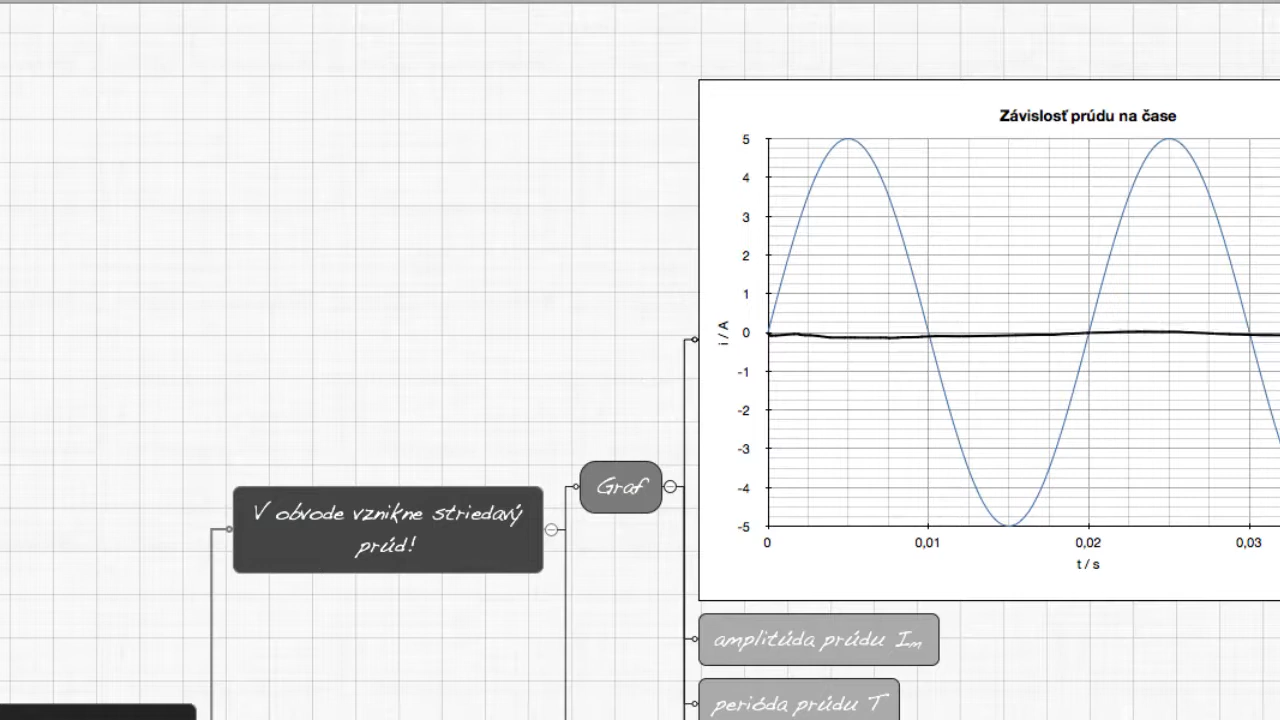 Závislosť prúdu na čase
5
4
3
2
1
0
-1
-2
-3
-4
-5
i / A
0 0,01 0,02 0,03
t / s
Graf
V obvode vznikne striedavý
prúd!
amplitúda prúdu Im
perióda prúdu T